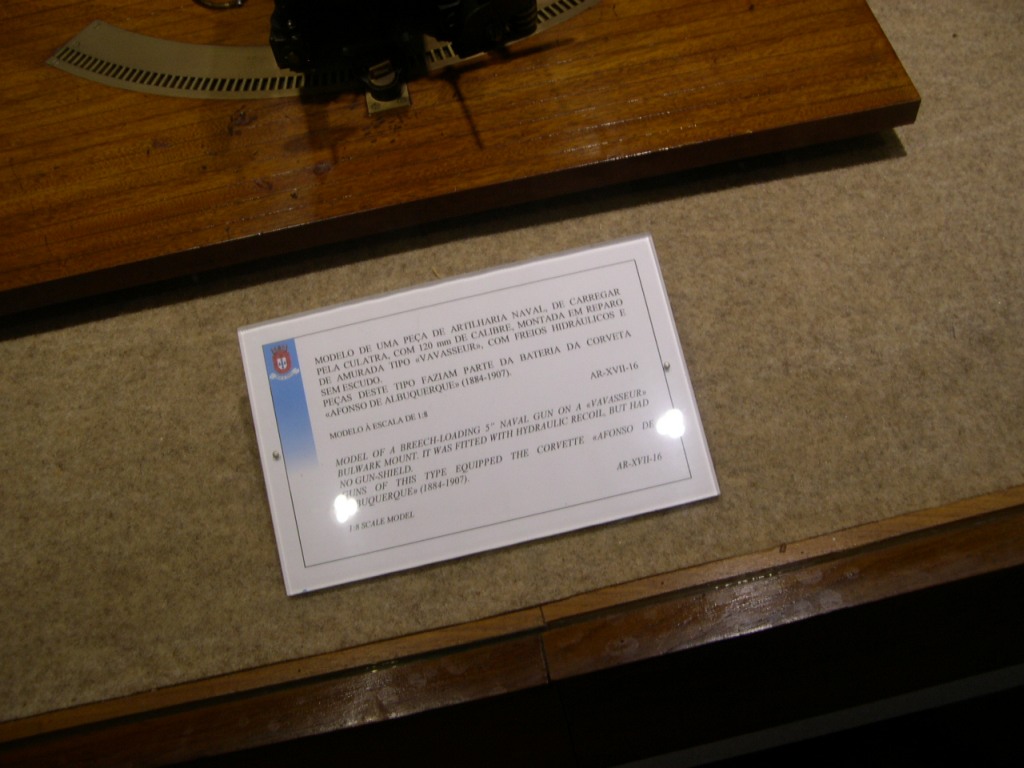 MODELO DE UMA PEÇA DE ARTILHARIA NAVAL, DE CARREGAR
PELA CULATRA, COM 120 mm DE CALIBRE, MONTADA EM REPARO
DE AMURADA TIPO «VAVASSEUR», COM FREIOS HIDRÁULICOS E
SEM ESCUDO.
PEÇAS DESTE TIPO FAZIAM PARTE DA BATERIA DA CORVETA
«AFONSO DE ALBUQUERQUE» (1884-1907).
AR-XVII-16
MODELO À ESCALA DE 1:8
MODEL OF A BREECH-LOADING 5" NAVAL GUN ON A «VAVASSEUR»
BULWARK MOUNT. IT WAS FITTED WITH HYDRAULIC RECOIL, BUT HAD
NO GUN-SHIELD.
GUNS OF THIS TYPE EQUIPPED THE CORVETTE «AFONSO DE
ALBUQUERQUE» (1884-1907).
AR-XVII-16
1:8 SCALE MODEL